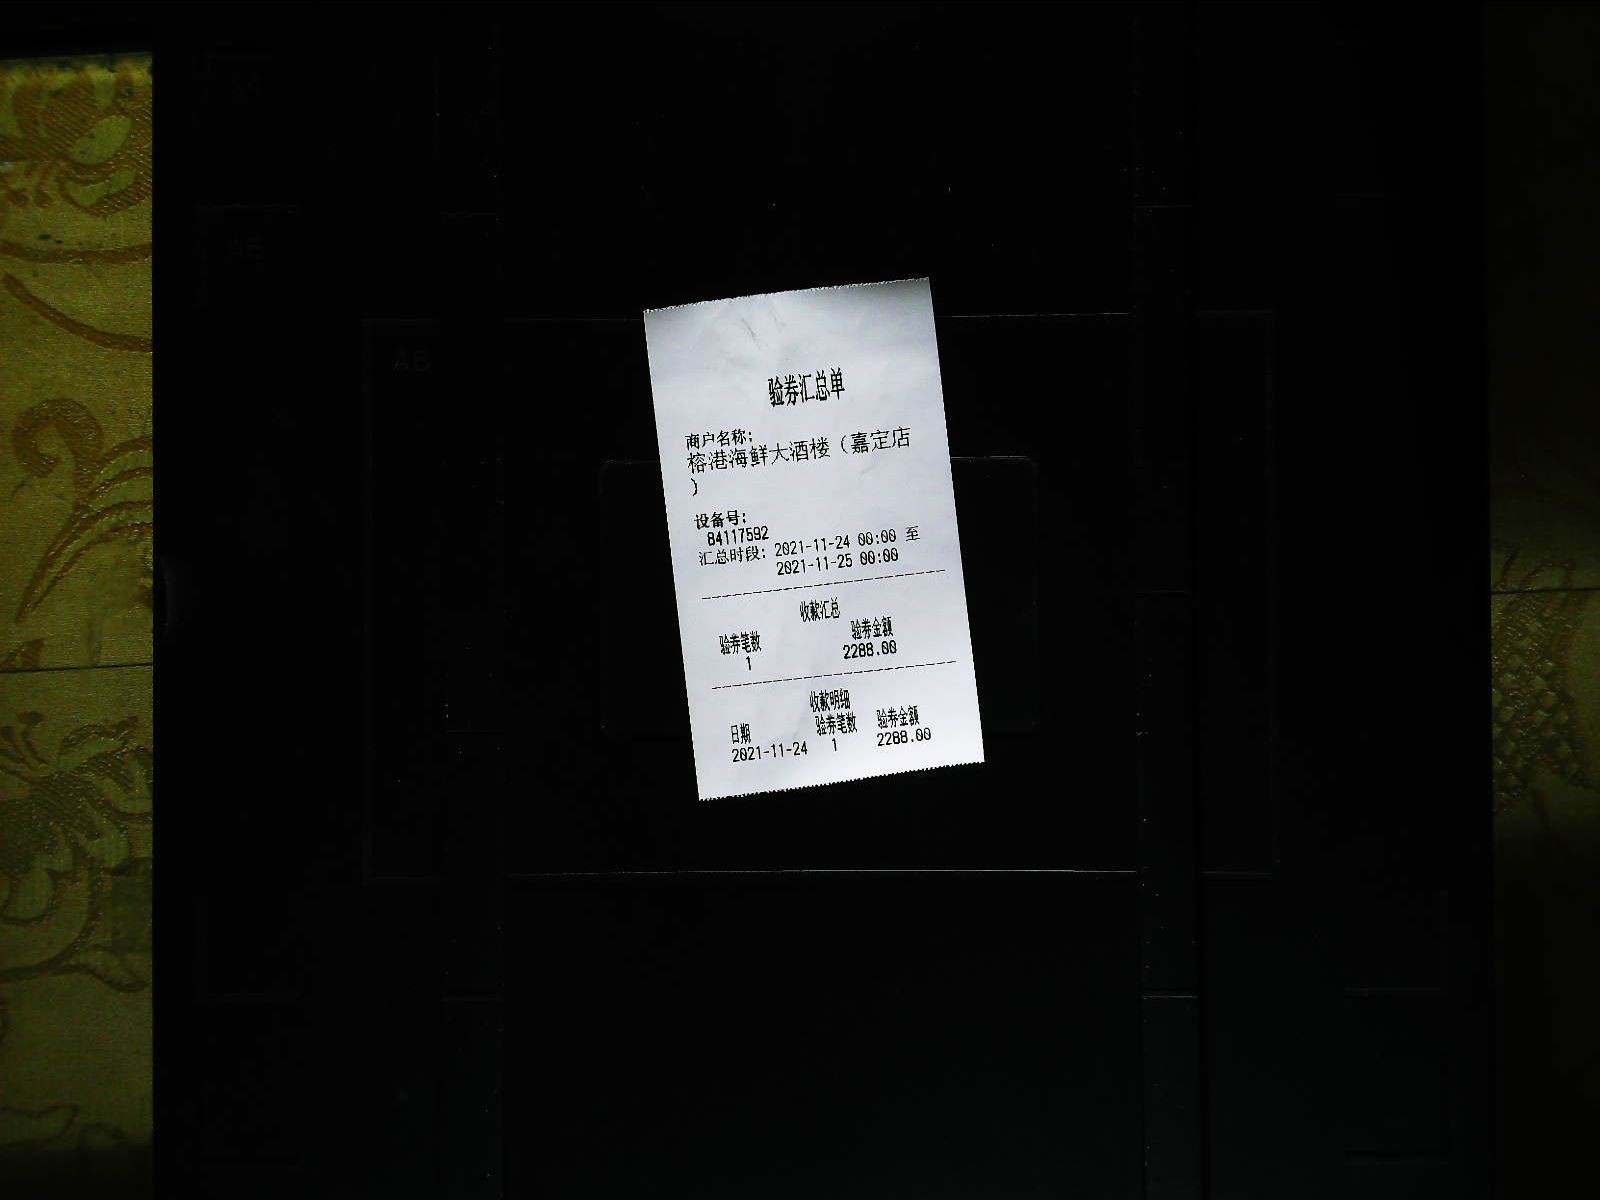 A5
A6
验券汇总单
商户名称:
榕港海鲜大酒楼（嘉定店
）
设备号:
84117592
汇总时段: 2021-11-24 00:00 至
2021-11-25 00:00
收款汇总
验券笔数 验券金额
1 2288.00
收款明细
日期 验券笔数 验券金额
2021-11-24 1 2288.00